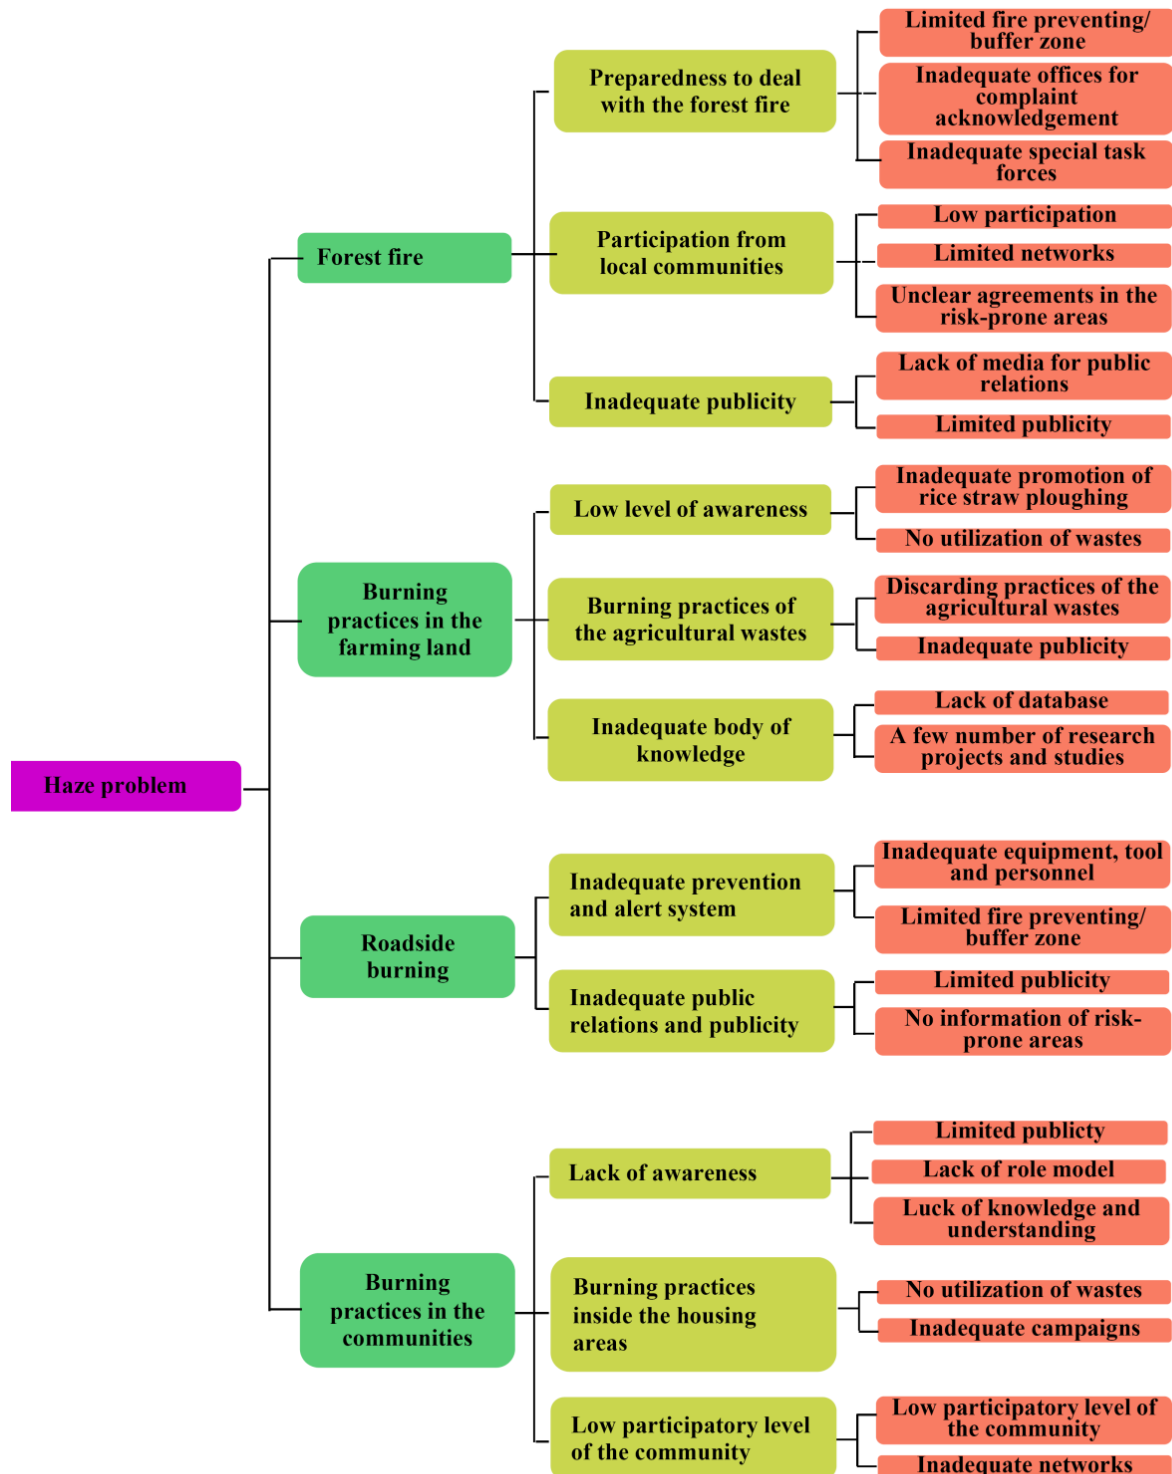 Limited fire preventing/
buffer zone
Preparedness to deal
with the forest fire
Inadequate offices for
complaint
acknowledgement
Inadequate special task
forces
Forest fire
Participation from
local communities
Low participation
Limited networks
Unclear agreements in the
risk-prone areas
Inadequate publicity
Lack of media for public
relations
Limited publicity
Burning
practices in the
farming land
Low level of awareness
Inadequate promotion of
rice straw ploughing
No utilization of wastes
Burning practices of
the agricultural wastes
Discarding practices of the
agricultural wastes
Inadequate publicity
Inadequate body of
knowledge
Lack of database
A few number of research
projects and studies
Haze problem
Roadside
burning
Inadequate prevention
and alert system
Inadequate equipment, tool
and personnel
Limited fire preventing/
buffer zone
Inadequate public
relations and publicity
Limited publicity
No information of risk-
prone areas
Burning
practices in the
communities
Lack of awareness
Limited publicty
Lack of role model
Luck of knowledge and
understanding
Burning practices
inside the housing
areas
No utilization of wastes
Inadequate campaigns
Low participatory level
of the community
Low participatory level of
the community
Inadequate networks